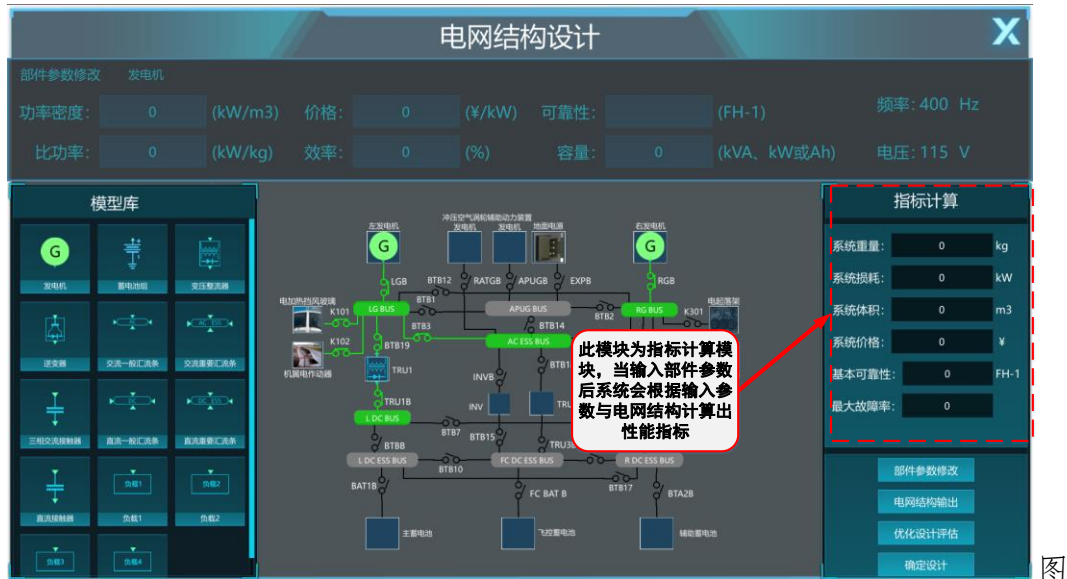 电网结构设计
X
部件参数修改 发电机
功率密度: 0 (kW/m3) 价格: 0 (¥/kW) 可靠性: (FH-1) 频率: 400 Hz
比功率: 0 (kW/kg) 效率: 0 (%) 容量: 0 (kVA、kW或Ah) 电压: 115 V
模型库
G
发电机 蓄电池组 变压整流器
AC ESS
逆变器 交流一般汇流条 交流重要汇流条
DC ESS
三相交流接触器 直流一般汇流条 直流重要汇流条
负载1 负载2
直流接触器 负载1 负载2
负载3 负载4
冲压空气涡轮辅助动力装置
左发电机 发电机 发电机 地面电源 右发电机
G G
LGB BTB12 RATGB APUGB EXPB RGB
电加热挡风玻璃 BTB1 电起落架
K101 LG BUS APUG BUS BTB2 RG BUS K301
BTB3 BTB14
K102 BTB19 AC ESS BUS
机翼电作动器 TRU1 INVB BTB1
TRU1B INV TRU
L DC BUS
BTB7 BTB15
BTB8 TRU3
L DC ESS BUS FC DC ESS BUS R DC ESS BUS
BTB10
BAT1B FC BAT B BTB17 BTA2B
主蓄电池 飞控蓄电池 辅助蓄电池
此模块为指标计算模
块，当输入部件参数
后系统会根据输入参
数与电网结构计算出
性能指标
指标计算
系统重量: 0 kg
系统损耗: 0 kW
系统体积: 0 m3
系统价格: 0 ¥
基本可靠性: 0 FH-1
最大故障率: 0
部件参数修改
电网结构输出
优化设计评估
确定设计
图